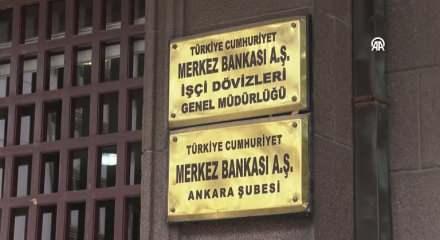 AA
TÜRKİYE CUMHURİYET
MERKEZ BANKASI A.Ş.
İŞÇİ DÖVİZLERİ
GENEL MÜDÜRLÜĞÜ
TÜRKİYE CUMHURİYET
MERKEZ BANKASI A.Ş.
ANKARA ŞUBESİ